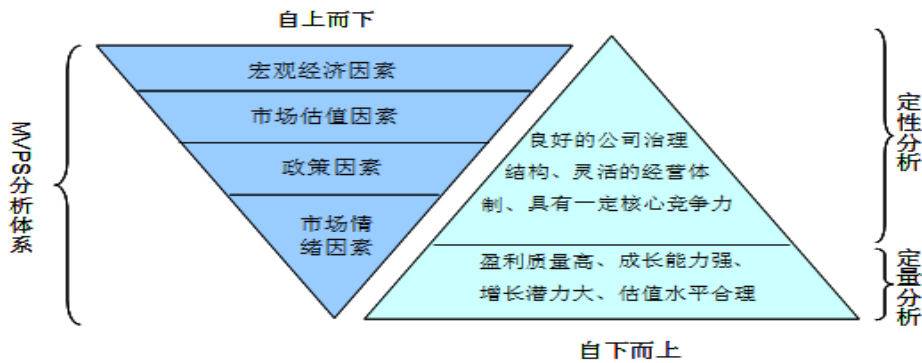 自上而下
MVPS分析体系
宏观经济因素
市场估值因素
政策因素
市场情
绪因素
良好的公司治理
结构、灵活的经营体
制、具有一定核心竞争力
盈利质量高、成长能力强、
增长潜力大、估值水平合理
定性分析
定量分析
自下而上